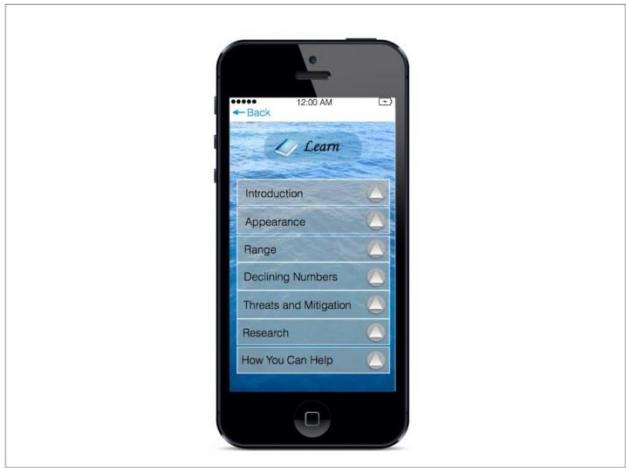 12:00 AM
Back
Learn
Introduction
Appearance
Range
Declining Numbers
Threats and Mitigation
Research
How You Can Help